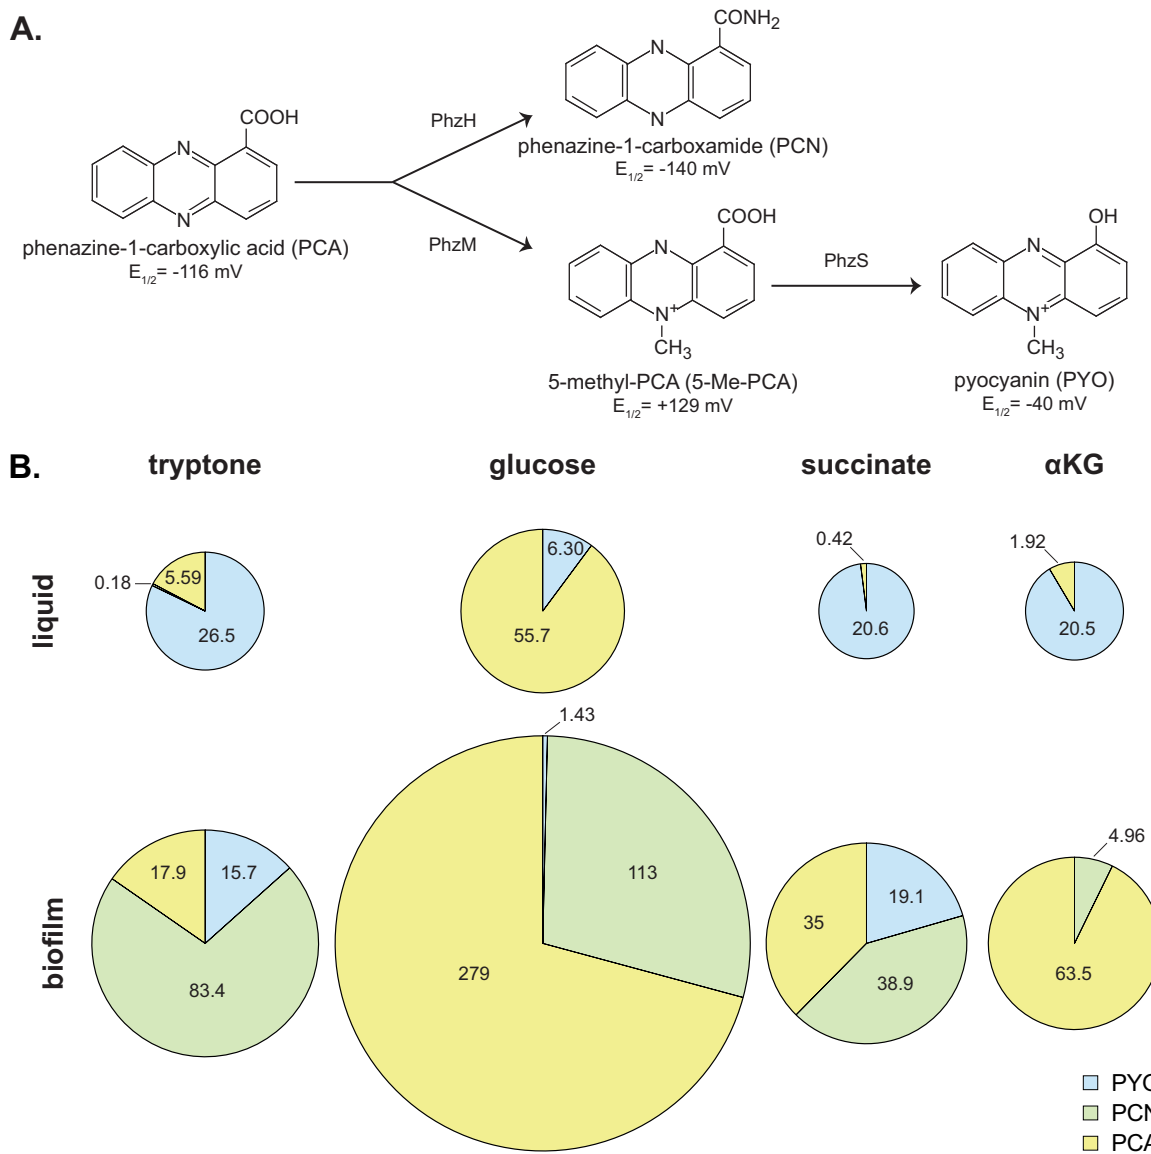 A.
CONH₂
N
N
PhzH
phenazine-1-carboxamide (PCN)
E₁/₂= -140 mV
COOH
N
N
phenazine-1-carboxylic acid (PCA)
E₁/₂= -116 mV
PhzM
COOH
N
N⁺
CH₃
5-methyl-PCA (5-Me-PCA)
E₁/₂= +129 mV
PhzS
OH
N
N⁺
CH₃
pyocyanin (PYO)
E₁/₂= -40 mV
B.
tryptone
glucose
succinate
αKG
liquid
0.18
5.59
26.5
6.30
55.7
0.42
20.6
1.92
20.5
biofilm
17.9
15.7
83.4
1.43
113
279
35
19.1
38.9
4.96
63.5
PYO
PCN
PCA